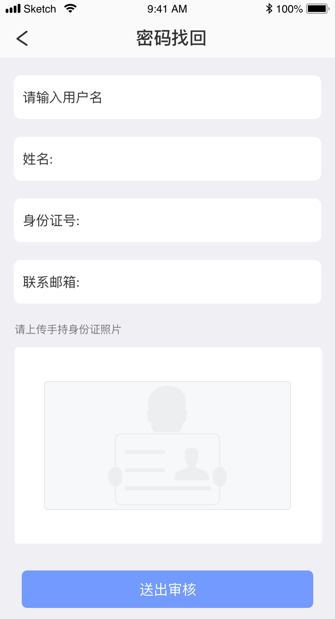 Sketch 9:41 AM 100%
密码找回
请输入用户名
姓名:
身份证号:
联系邮箱:
请上传手持身份证照片
送出审核